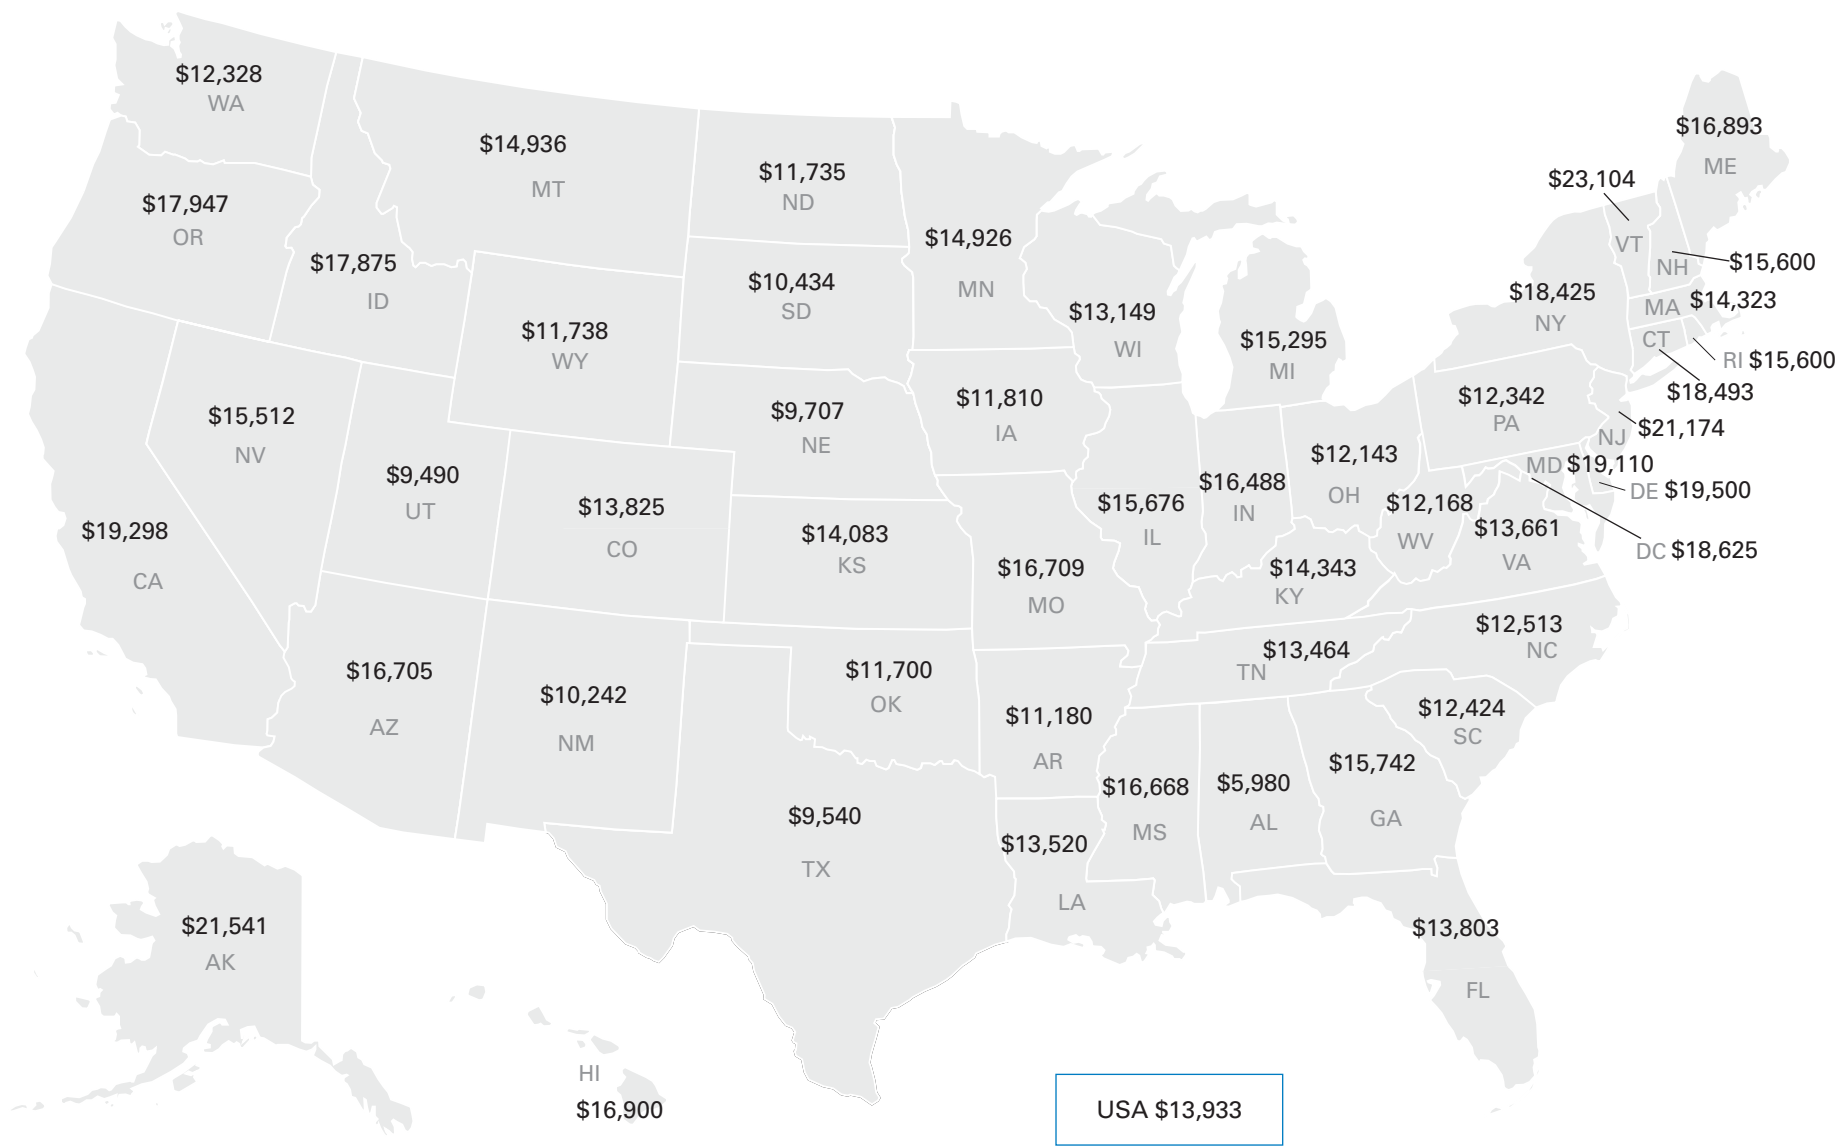 $12,328
WA
$16,893
ME
$14,936
MT
$11,735
ND
$23,104
VT
$17,947
OR
$14,926
MN
$15,600
NH
$17,875
ID
$10,434
SD
$18,425
NY
MA $14,323
$13,149
WI
$11,738
WY
$15,295
MI
CT
$18,493
RI $15,600
$12,342
PA
$11,810
IA
$9,707
NE
$15,512
NV
NJ
$21,174
$12,143
OH
MD $19,110
$9,490
UT
$16,488
IN
DE $19,500
$15,676
IL
$12,168
WV
$13,825
CO
$19,298
CA
$14,083
KS
$13,661
VA
DC $18,625
$16,709
MO
$14,343
KY
$12,513
NC
$13,464
TN
$16,705
AZ
$11,700
OK
$10,242
NM
$11,180
AR
$12,424
SC
$15,742
GA
$16,668
MS
$5,980
AL
$9,540
TX
$13,520
LA
$21,541
AK
$13,803
FL
HI
$16,900
USA $13,933